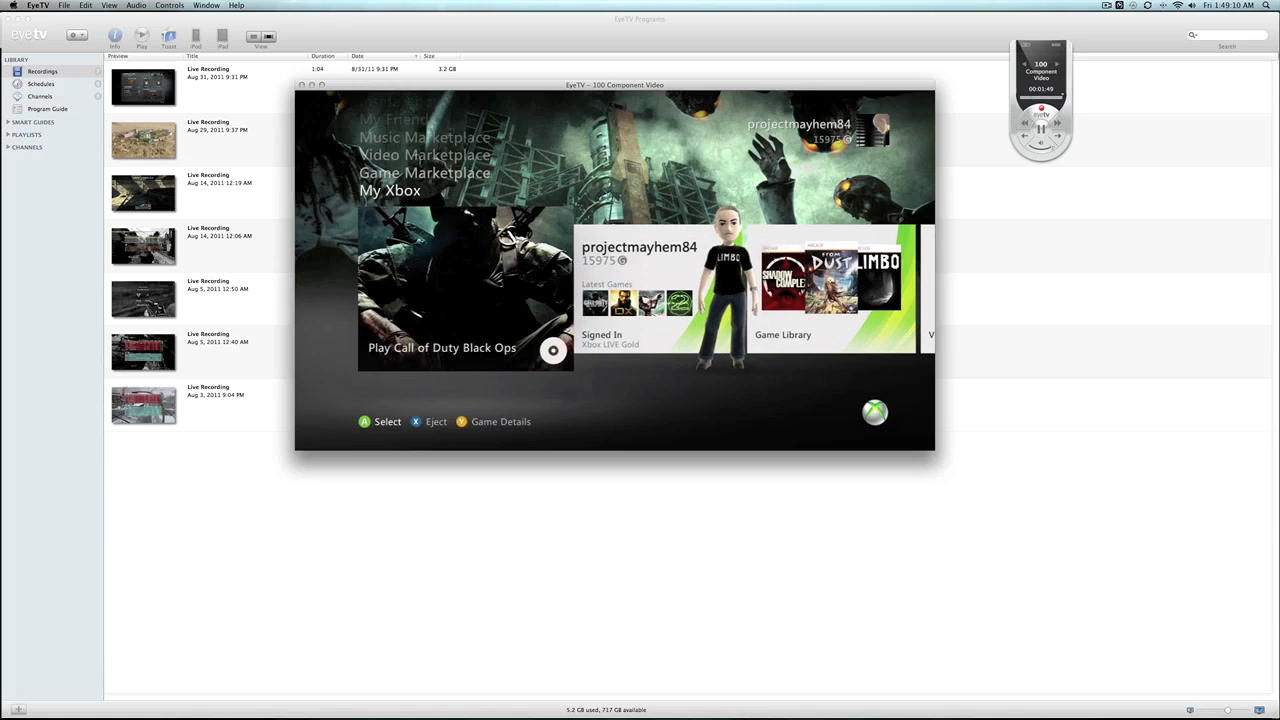 EyeTV File Edit View Audio Controls Window Help
Fri 1:49:10 AM
EyeTV Programs
eyetv
Info Play Toast iPod iPad View
Search
LIBRARY
Recordings
Schedules
Channels
Program Guide
SMART GUIDES
PLAYLISTS
CHANNELS
Preview Title Duration Date Size
Live Recording 1:04 8/31/11 9:31 PM 3.2 GB
Aug 31, 2011 9:31 PM
Live Recording
Aug 29, 2011 9:37 PM
Live Recording
Aug 14, 2011 12:19 AM
Live Recording
Aug 14, 2011 12:06 AM
Live Recording
Aug 5, 2011 12:50 AM
Live Recording
Aug 5, 2011 12:40 AM
Live Recording
Aug 3, 2011 9:04 PM
EyeTV - 100 Component Video
My Friend
Music Marketplace
Video Marketplace
Game Marketplace
My Xbox
projectmayhem84
15975 G
Play Call of Duty Black Ops
projectmayhem84
15975 G
Latest Games
Signed In
Xbox LIVE Gold
LIMBO
SHADOW
FROM DUST
LIMBO
Game Library
V
A Select X Eject Y Game Details
100
Component
Video
00:01:49
eyetv
5.2 GB used, 717 GB available